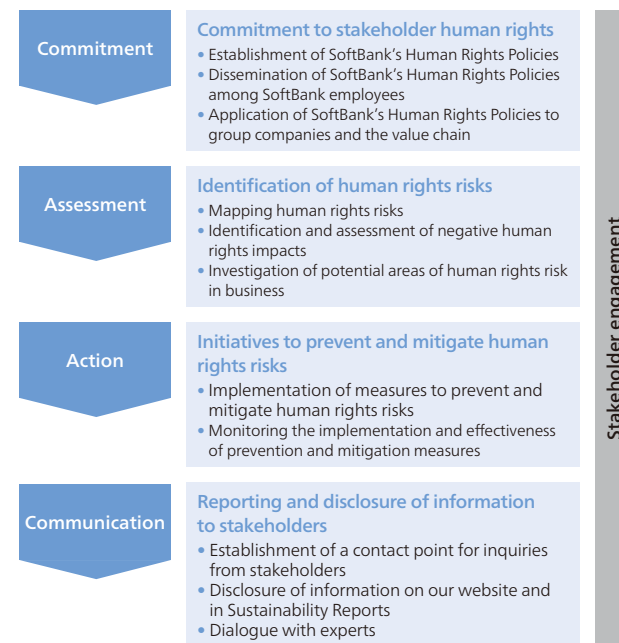 Commitment
Commitment to stakeholder human rights
• Establishment of SoftBank's Human Rights Policies
• Dissemination of SoftBank's Human Rights Policies
among SoftBank employees
• Application of SoftBank's Human Rights Policies to
group companies and the value chain
Assessment
Identification of human rights risks
• Mapping human rights risks
• Identification and assessment of negative human
rights impacts
• Investigation of potential areas of human rights risk
in business
Action
Initiatives to prevent and mitigate human
rights risks
• Implementation of measures to prevent and
mitigate human rights risks
• Monitoring the implementation and effectiveness
of prevention and mitigation measures
Communication
Reporting and disclosure of information
to stakeholders
• Establishment of a contact point for inquiries
from stakeholders
• Disclosure of information on our website and
in Sustainability Reports
• Dialogue with experts
Stakeholder engagement